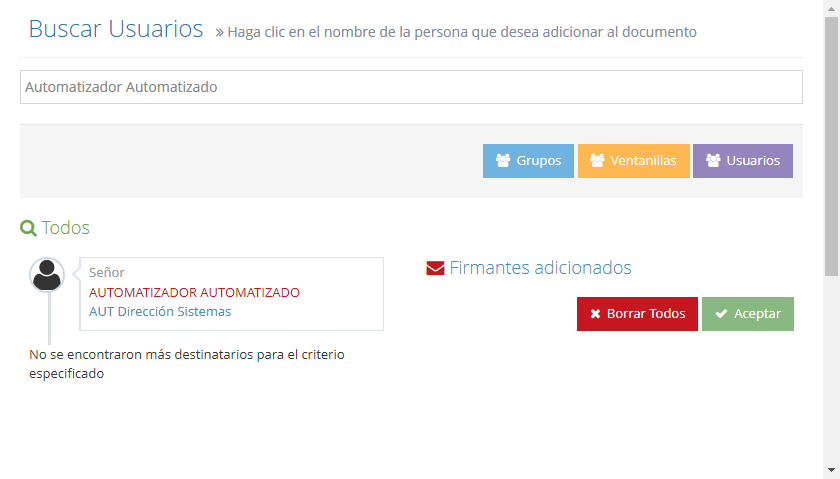 Buscar Usuarios » Haga clic en el nombre de la persona que desea adicionar al documento
Automatizador Automatizado
Grupos Ventanillas Usuarios
Todos
Señor
AUTOMATIZADOR AUTOMATIZADO
AUT Dirección Sistemas
No se encontraron más destinatarios para el criterio
especificado
Firmantes adicionados
Borrar Todos Aceptar